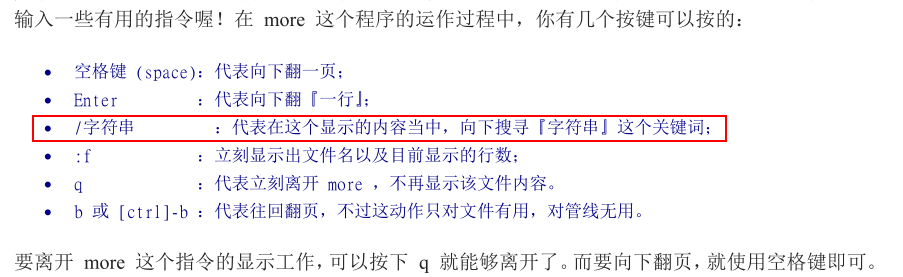 输入一些有用的指令喔！在 more 这个程序的运作过程中，你有几个按键可以按的：
• 空格键 (space)：代表向下翻一页；
• Enter ：代表向下翻『一行』；
• /字符串 ：代表在这个显示的内容当中，向下搜寻『字符串』这个关键词；
• :f ：立刻显示出文件名以及目前显示的行数；
• q ：代表立刻离开 more ，不再显示该文件内容。
• b 或 [ctrl]-b ：代表往回翻页，不过这动作只对文件有用，对管线无用。
要离开 more 这个指令的显示工作，可以按下 q 就能够离开了。而要向下翻页，就使用空格键即可。